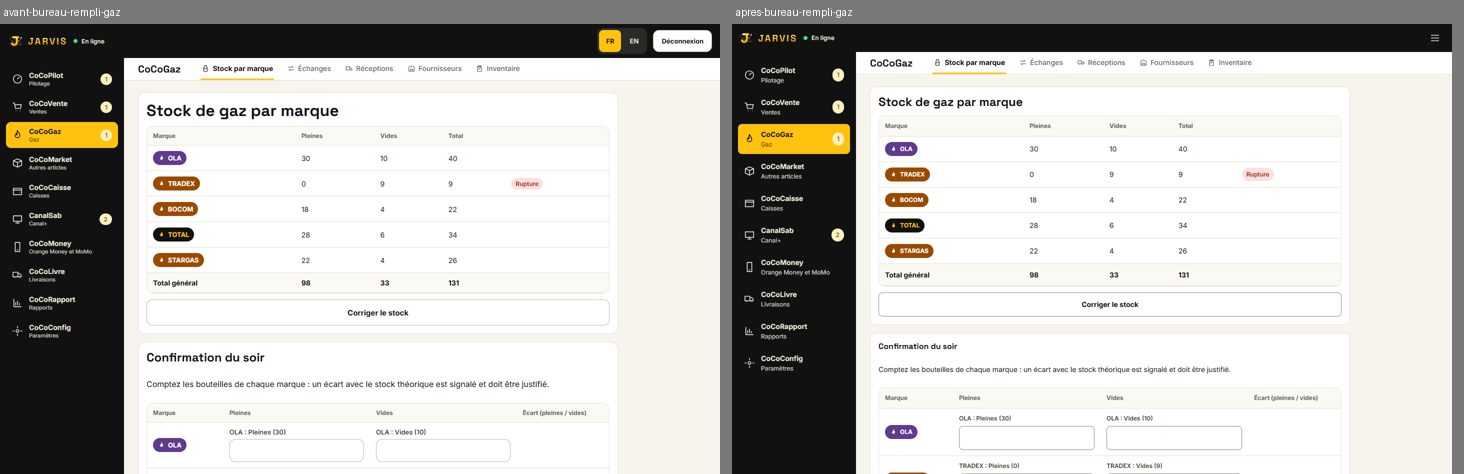 avant-bureau-rempli-gaz
JARVIS En ligne FR EN Déconnexion
CoCoGaz Stock par marque Échanges Réceptions Fournisseurs Inventaire
CoCoPilot 1
Pilotage
CoCoVente 1
Ventes
CoCoGaz 1
Gaz
CoCoMarket
Autres articles
CoCoCaisse
Caisses
CanalSab 2
Canal+
CoCoMoney
Orange Money et MoMo
CoCoLivre
Livraisons
CoCoRapport
Rapports
CoCoConfig
Paramètres
Stock de gaz par marque
Marque Pleines Vides Total
OLA 30 10 40
TRADEX 0 9 9 Rupture
BOCOM 18 4 22
TOTAL 28 6 34
STARGAS 22 4 26
Total général 98 33 131
Corriger le stock
Confirmation du soir
Comptez les bouteilles de chaque marque : un écart avec le stock théorique est signalé et doit être justifié.
Marque Pleines Vides Écart (pleines / vides)
OLA : Pleines (30) OLA : Vides (10)
OLA
apres-bureau-rempli-gaz
JARVIS En ligne
CoCoGaz Stock par marque Échanges Réceptions Fournisseurs Inventaire
CoCoPilot 1
Pilotage
CoCoVente 1
Ventes
CoCoGaz 1
Gaz
CoCoMarket
Autres articles
CoCoCaisse
Caisses
CanalSab 2
Canal+
CoCoMoney
Orange Money et MoMo
CoCoLivre
Livraisons
CoCoRapport
Rapports
CoCoConfig
Paramètres
Stock de gaz par marque
Marque Pleines Vides Total
OLA 30 10 40
TRADEX 0 9 9 Rupture
BOCOM 18 4 22
TOTAL 28 6 34
STARGAS 22 4 26
Total général 98 33 131
Corriger le stock
Confirmation du soir
Comptez les bouteilles de chaque marque : un écart avec le stock théorique est signalé et doit être justifié.
Marque Pleines Vides Écart (pleines / vides)
OLA : Pleines (30) OLA : Vides (10)
OLA
TRADEX : Pleines (0) TRADEX : Vides (9)